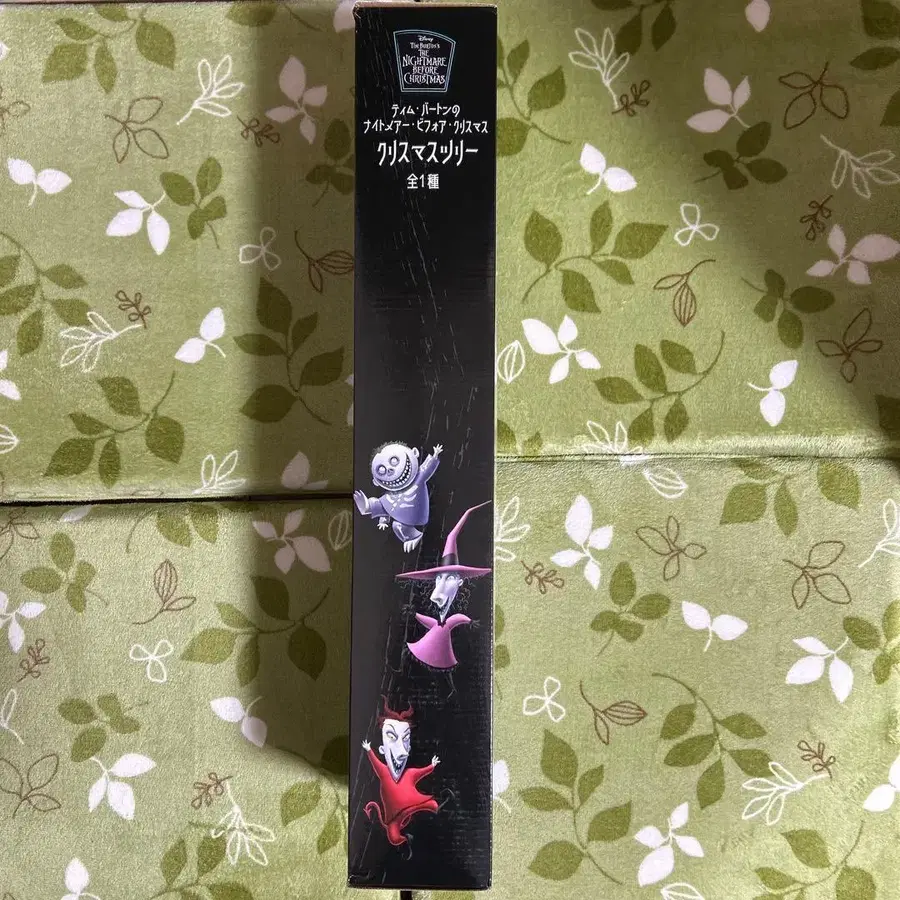 Disney
TIM BURTON'S
THE
NIGHTMARE
BEFORE
CHRISTMAS
ティム・バートンの
ナイトメアー・ビフォア・クリスマス
クリスマスツリー
全1種